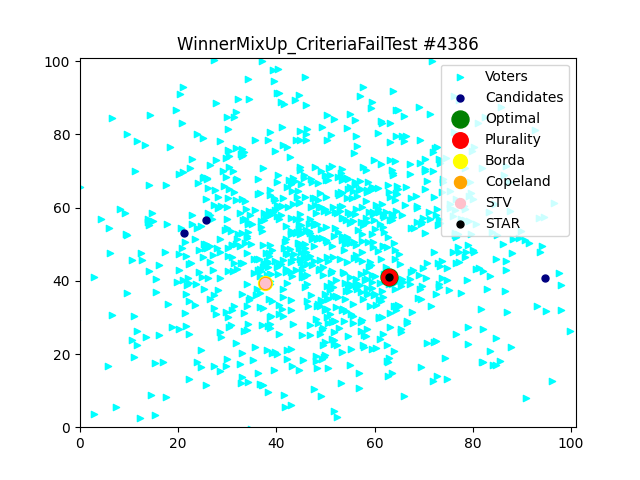 WinnerMixUp_CriteriaFailTest #4386
100
80
60
40
20
0
0 20 40 60 80 100
Voters
Candidates
Optimal
Plurality
Borda
Copeland
STV
STAR